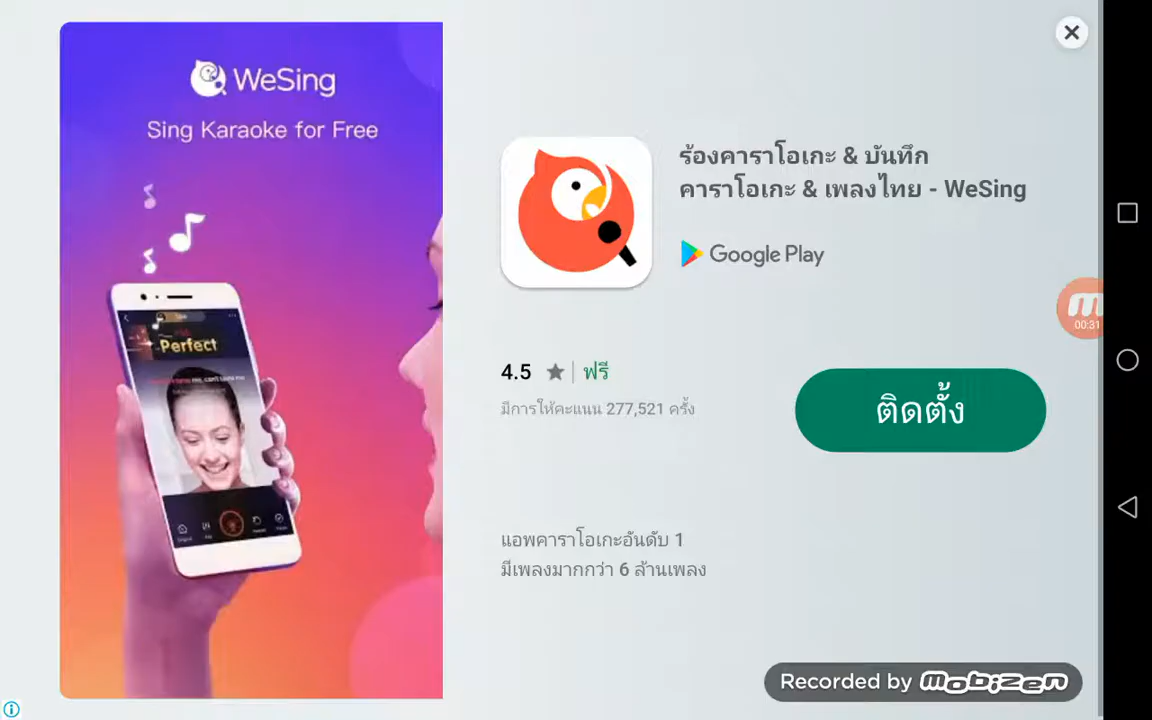 WeSing
Sing Karaoke for Free
Perfect
ร้องคาราโอเกะ & บันทึก
คาราโอเกะ & เพลงไทย - WeSing
Google Play
00:31
4.5 ★ | ฟรี
มีการให้คะแนน 277,521 ครั้ง
ติดตั้ง
แอพคาราโอเกะอันดับ 1
มีเพลงมากกว่า 6 ล้านเพลง
Recorded by mobizen